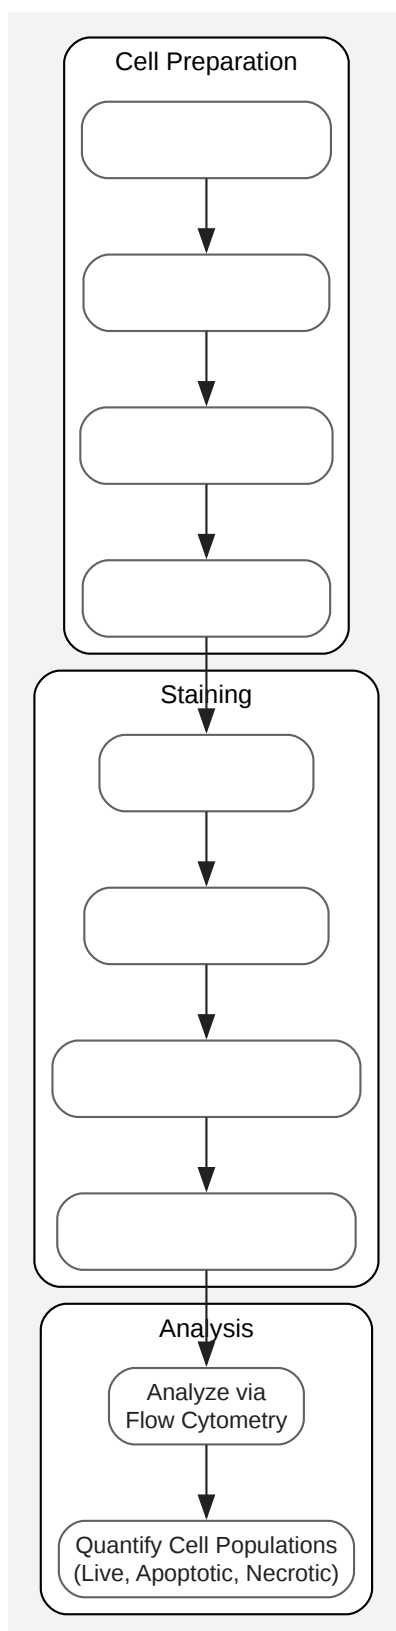 Cell Preparation
Staining
Analysis
Analyze via
Flow Cytometry
Quantify Cell Populations
(Live, Apoptotic, Necrotic)